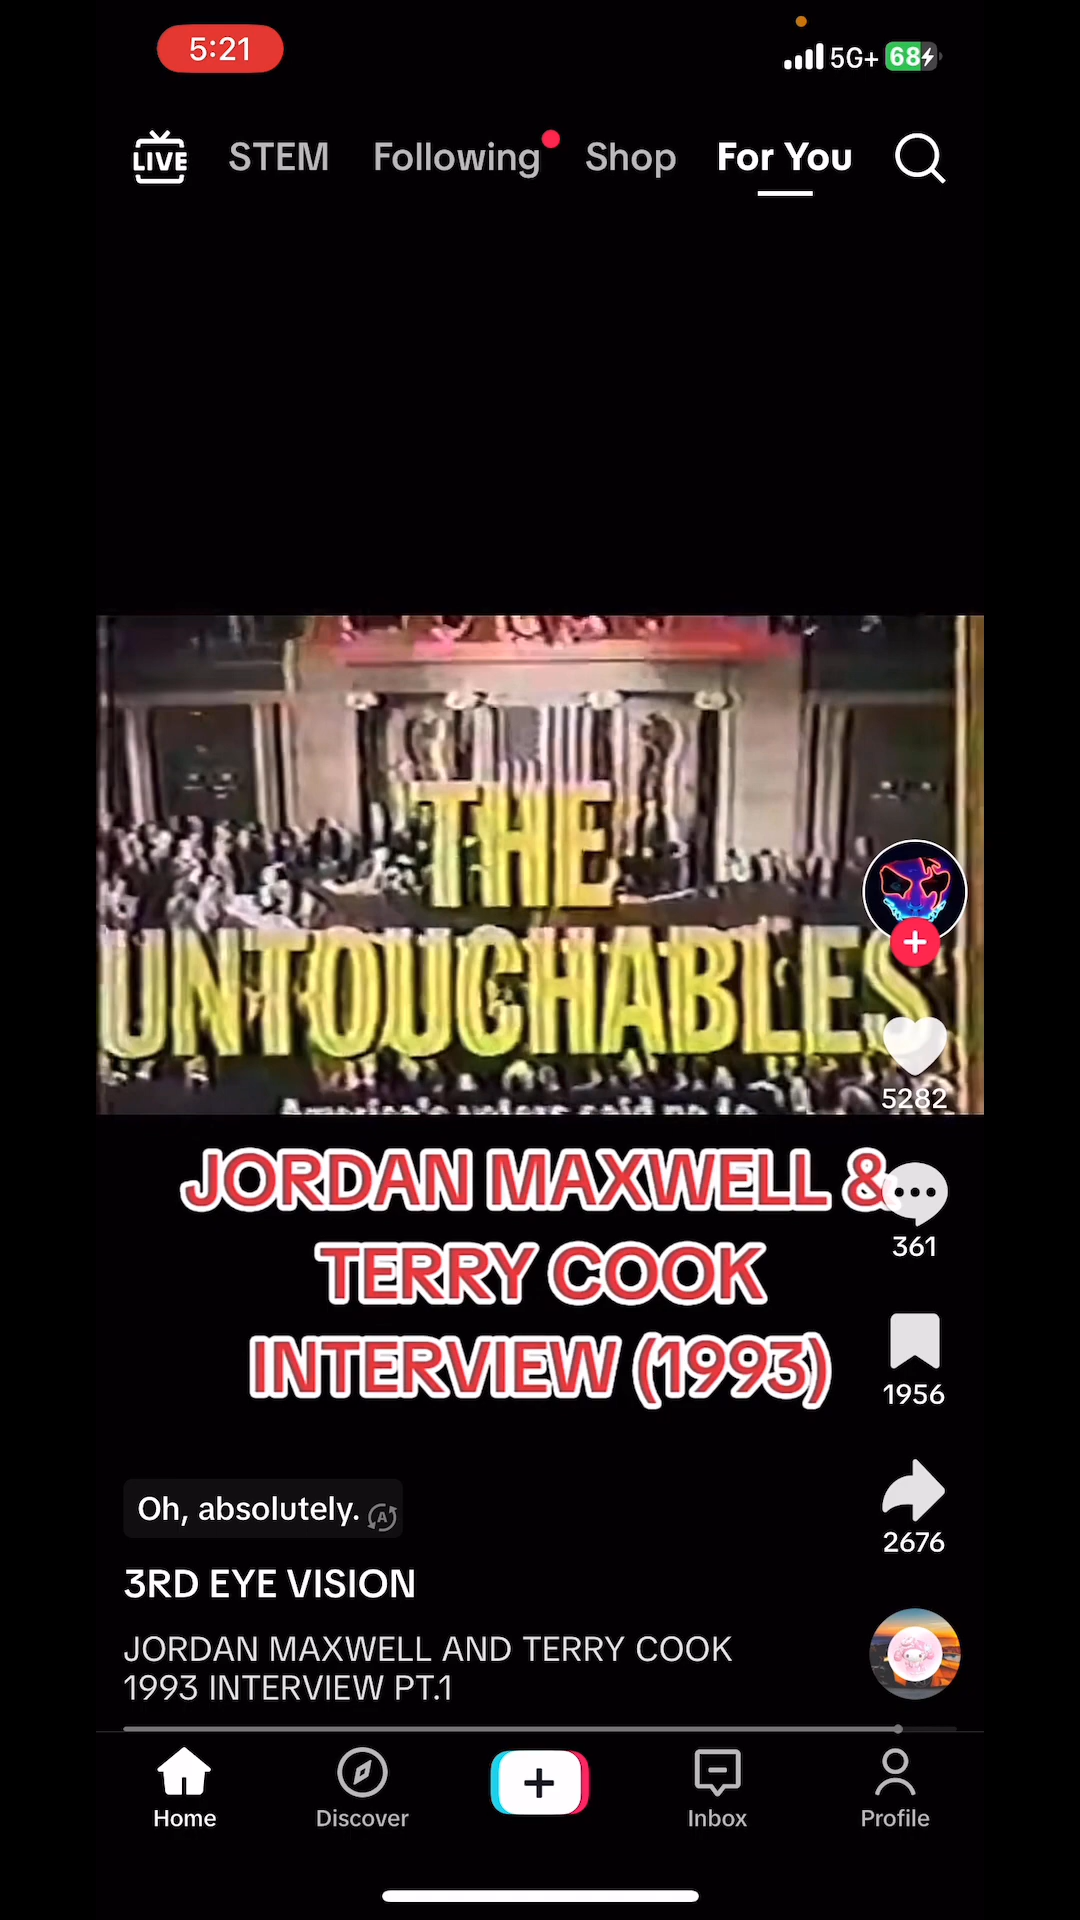 5:21
5G+ 68
LIVE STEM Following Shop For You
THE
UNTOUCHABLES
5282
JORDAN MAXWELL &
TERRY COOK
INTERVIEW (1993)
361
1956
2676
Oh, absolutely.
3RD EYE VISION
JORDAN MAXWELL AND TERRY COOK
1993 INTERVIEW PT.1
Home Discover Inbox Profile